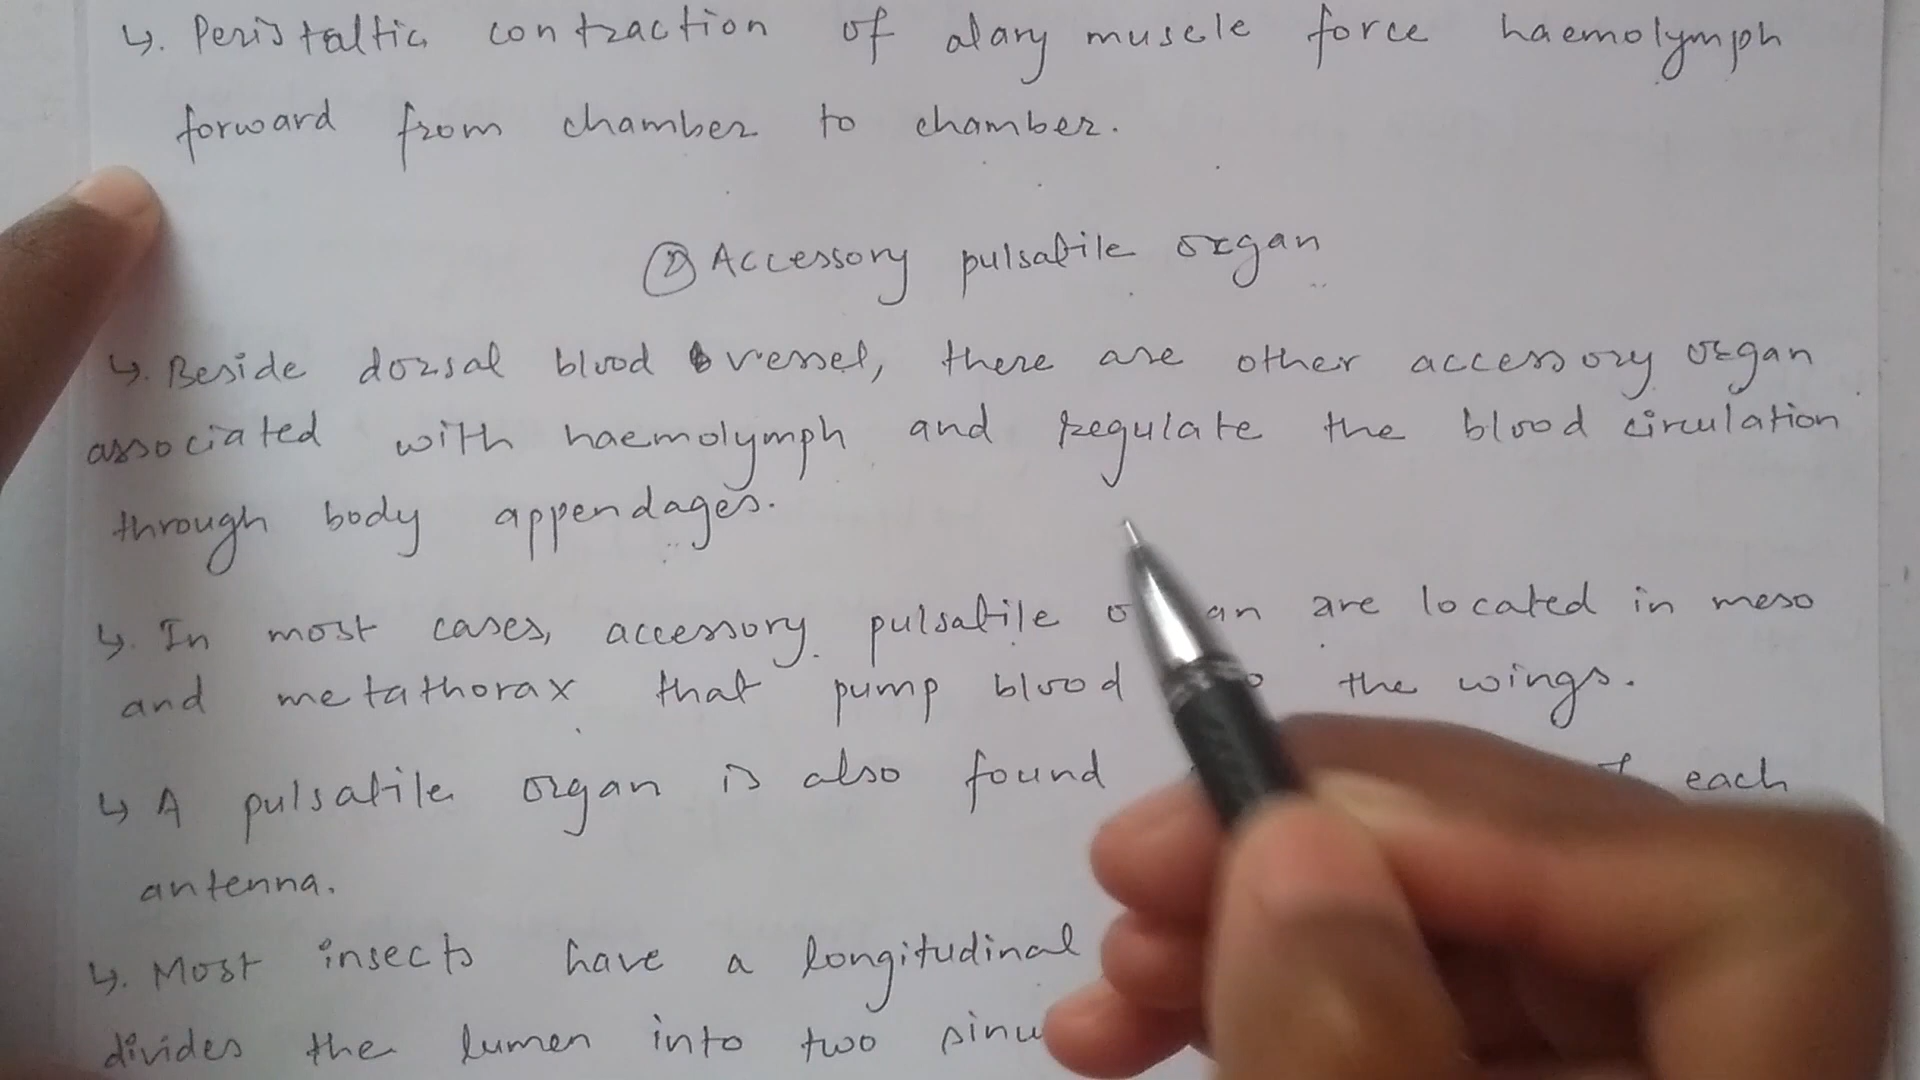 ↳. Peristaltic contraction of alary muscle force haemolymph
forward from chamber to chamber.
② Accessory pulsatile organ
↳. Beside dorsal blood vessel, there are other accessory organ
associated with haemolymph and regulate the blood circulation
through body appendages.
↳. In most cases, accessory pulsatile are located in meso
and metathorax that pump blood the wings.
↳ A pulsatile organ is also found each
antenna.
↳. Most insects have a longitudinal
divides the lumen into two